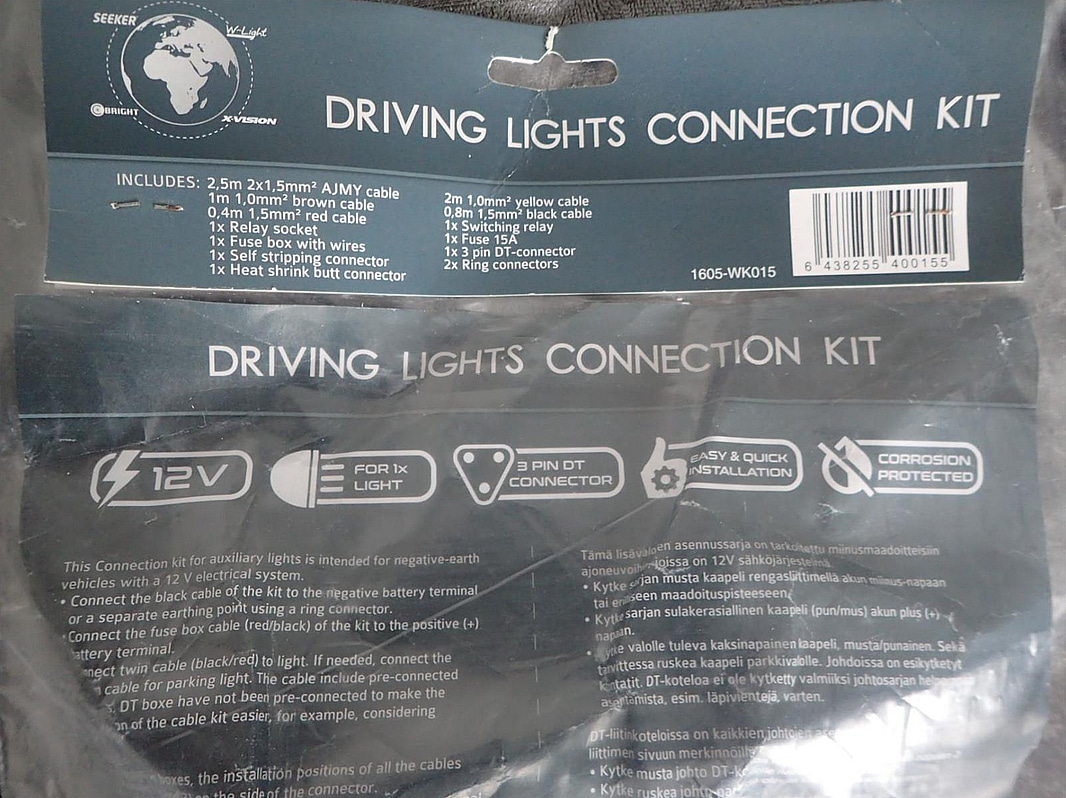 SEEKER
W-Light
BRIGHT
X-VISION
DRIVING LIGHTS CONNECTION KIT
INCLUDES: 2,5m 2x1,5mm² AJMY cable
1m 1,0mm² brown cable
0,4m 1,5mm² red cable
1x Relay socket
1x Fuse box with wires
1x Self stripping connector
1x Heat shrink butt connector
2m 1,0mm² yellow cable
0,8m 1,5mm² black cable
1x Switching relay
1x Fuse 15A
1x 3 pin DT-connector
2x Ring connectors
1605-WK015
6 438255 400155
DRIVING LIGHTS CONNECTION KIT
12V
FOR 1x
LIGHT
3 PIN DT
CONNECTOR
EASY & QUICK
INSTALLATION
CORROSION
PROTECTED
This Connection kit for auxiliary lights is intended for negative-earth
vehicles with a 12 V electrical system.
• Connect the black cable of the kit to the negative battery terminal
or a separate earthing point using a ring connector.
Connect the fuse box cable (red/black) of the kit to the positive (+)
terminal.
twin cable (black/red) to light. If needed, connect the
cable for parking light. The cable include pre-connected
DT boxe have not been pre-connected to make the
of the cable kit easier, for example, considering
the installation positions of all the cables
the side of the connector.
Tämä asennussarja on tarkoitettu miinusmaadoitteisiin
joissa on 12V
• Kytke musta kaapeli rengasliittimellä akun miinus-napaan
tai maadoituspisteeseen.
• Kytke sarjan sulakerasiallinen kaapeli (pun/mus) akun plus (+)
napaan.
• valolle tuleva kaksinapainen kaapeli, musta/punainen. Sekä
tarvittessa ruskea kaapeli parkkivalolle. Johdoissa on esikytketyt
DT-koteloa ei ole kytketty valmiiksi johtosarjan
esim. läpivientejä, varten.
DT-liitinkoteloissa on kaikkien johtojen
liittimen sivuun
• Kytke musta johto
• Kytke ruskea